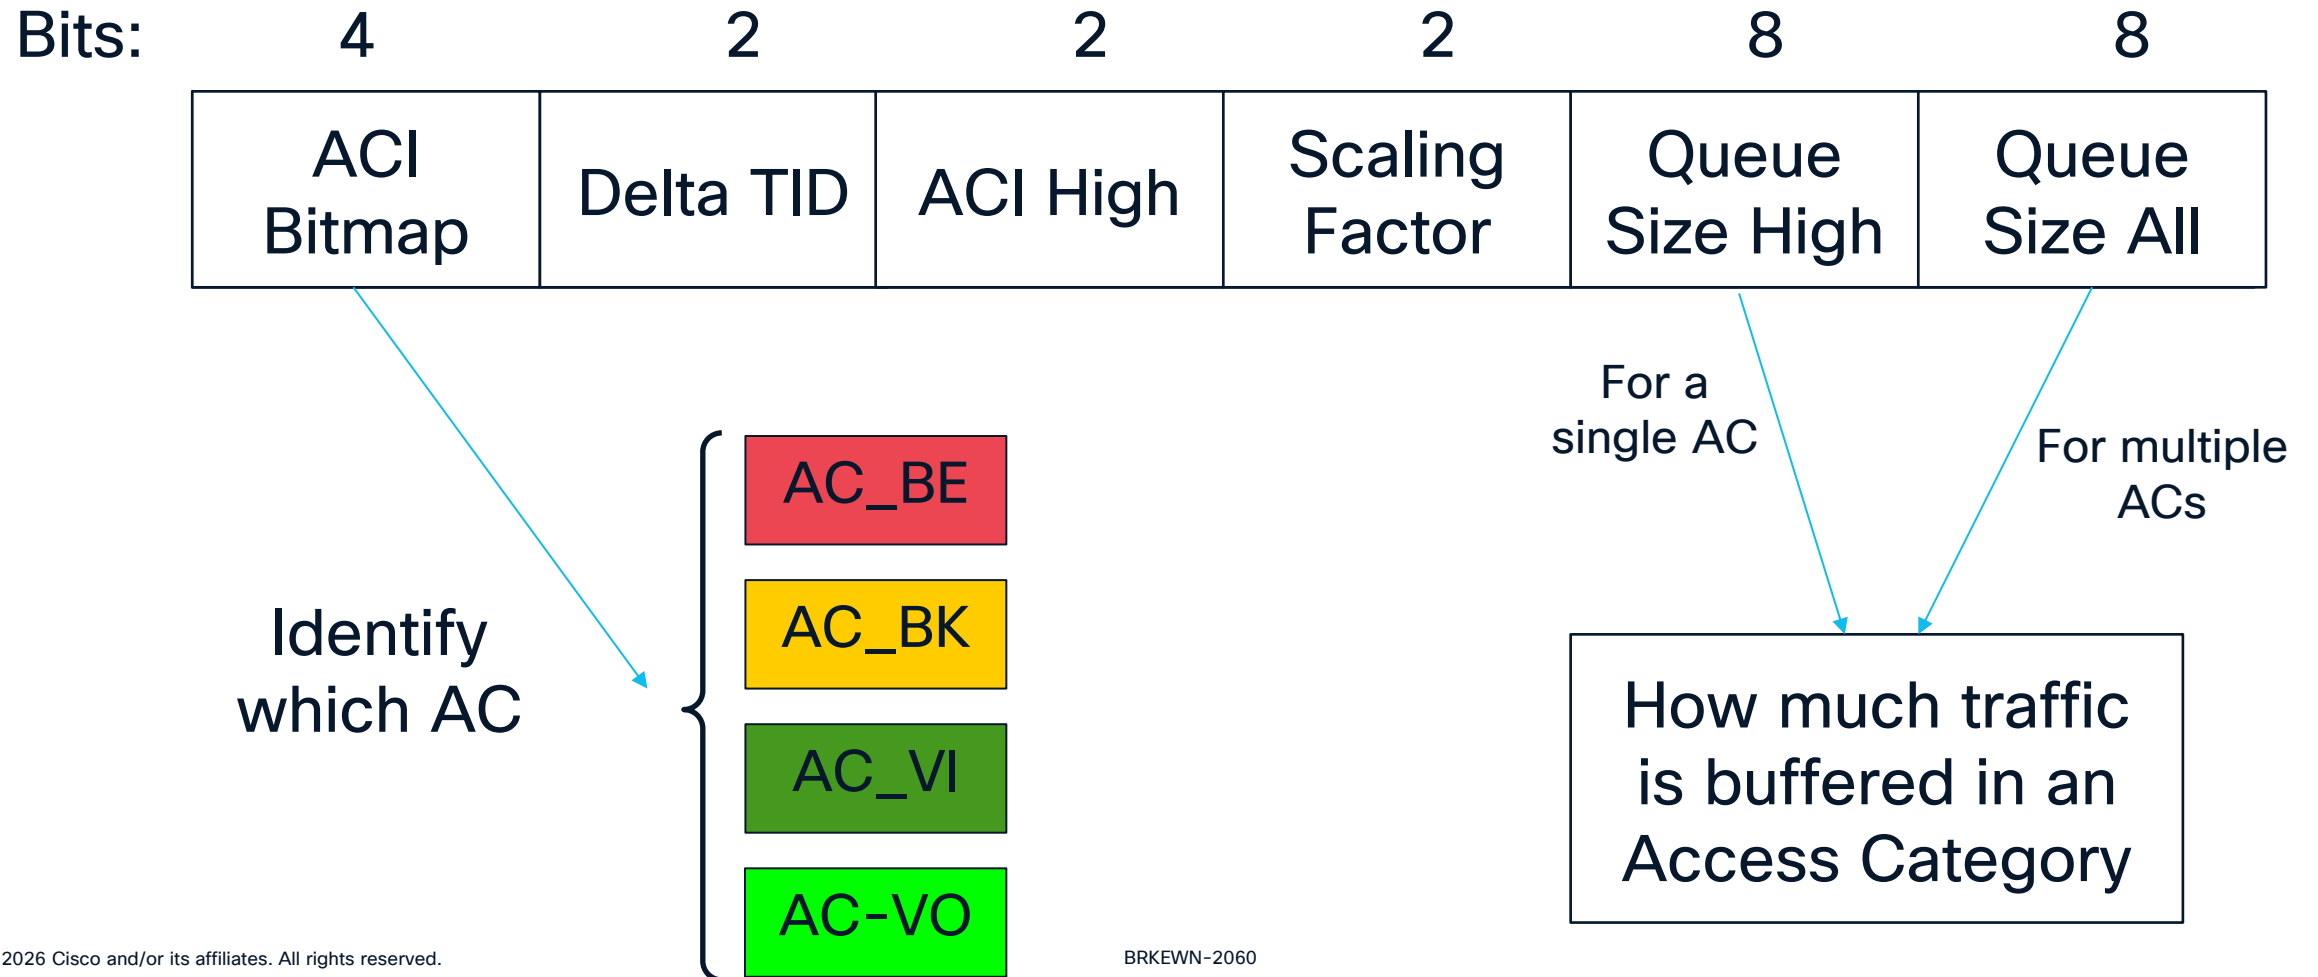 Bits: 4 2 2 2 8 8
ACI
Bitmap
Delta TID
ACI High
Scaling
Factor
Queue
Size High
Queue
Size All
For a
single AC
For multiple
ACs
Identify
which AC
AC_BE
AC_BK
AC_VI
AC-VO
How much traffic
is buffered in an
Access Category
2026 Cisco and/or its affiliates. All rights reserved.
BRKEWN-2060